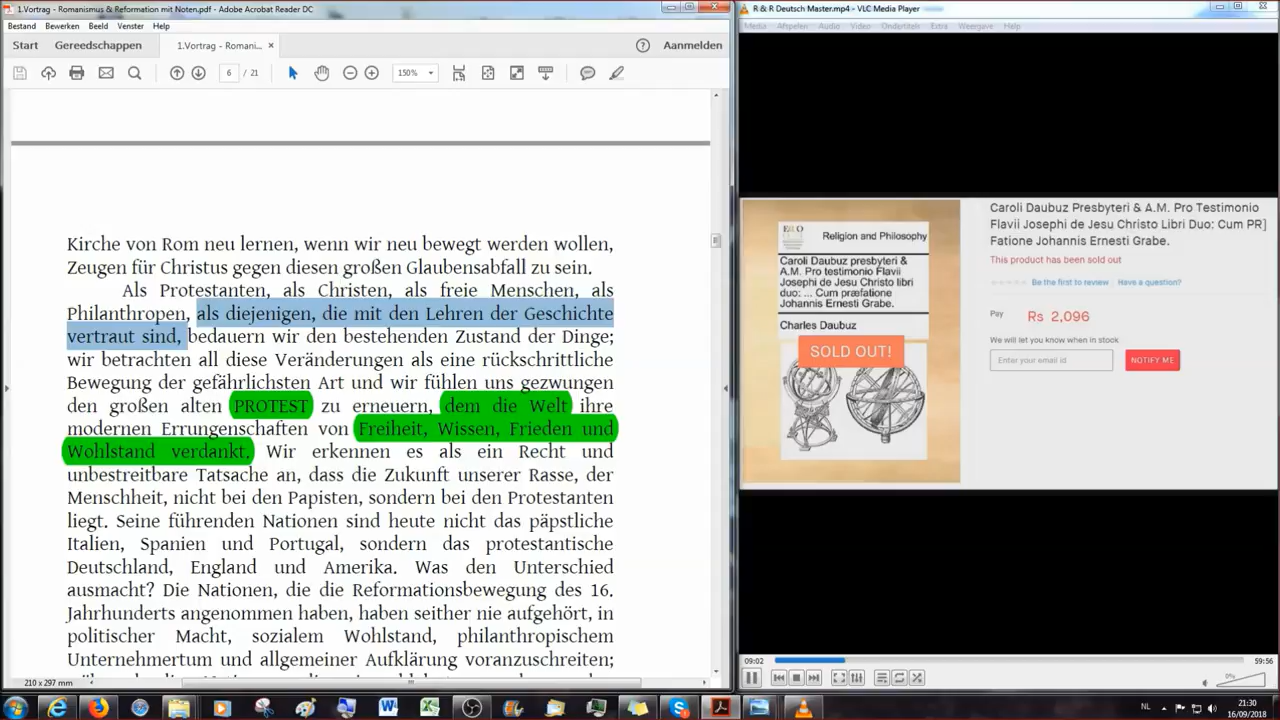 1.Vortrag - Romanismus & Reformation mit Noten.pdf - Adobe Acrobat Reader DC
Bestand Bewerken Beeld Venster Help
Start Gereedschappen 1.Vortrag - Romani... × Aanmelden
6 / 21 150%
Kirche von Rom neu lernen, wenn wir neu bewegt werden wollen,
Zeugen für Christus gegen diesen großen Glaubensabfall zu sein.
Als Protestanten, als Christen, als freie Menschen, als
Philanthropen, als diejenigen, die mit den Lehren der Geschichte
vertraut sind, bedauern wir den bestehenden Zustand der Dinge;
wir betrachten all diese Veränderungen als eine rückschrittliche
Bewegung der gefährlichsten Art und wir fühlen uns gezwungen
den großen alten PROTEST zu erneuern, dem die Welt ihre
modernen Errungenschaften von Freiheit, Wissen, Frieden und
Wohlstand verdankt. Wir erkennen es als ein Recht und
unbestreitbare Tatsache an, dass die Zukunft unserer Rasse, der
Menschheit, nicht bei den Papisten, sondern bei den Protestanten
liegt. Seine führenden Nationen sind heute nicht das päpstliche
Italien, Spanien und Portugal, sondern das protestantische
Deutschland, England und Amerika. Was den Unterschied
ausmacht? Die Nationen, die die Reformationsbewegung des 16.
Jahrhunderts angenommen haben, haben seither nie aufgehört, in
politischer Macht, sozialem Wohlstand, philanthropischem
Unternehmertum und allgemeiner Aufklärung voranzuschreiten;
210 x 297 mm
R & R Deutsch Master.mp4 - VLC Media Player
Media Afspelen Audio Video Ondertitels Extra Weergave Help
Religion and Philosophy
Caroli Daubuz presbyteri &
A.M. Pro testimonio Flavii
Josephi de Jesu Christo libri
duo: ... Cum præfatione
Johannis Ernesti Grabe.
Charles Daubuz
SOLD OUT!
Caroli Daubuz Presbyteri & A.M. Pro Testimonio
Flavii Josephi de Jesu Christo Libri Duo: Cum PR]
Fatione Johannis Ernesti Grabe.
This product has been sold out
Be the first to review Have a question?
Pay Rs 2,096
We will let you know when in stock
Enter your email id NOTIFY ME
09:02 59:56
0%
NL 21:30
16/09/2018